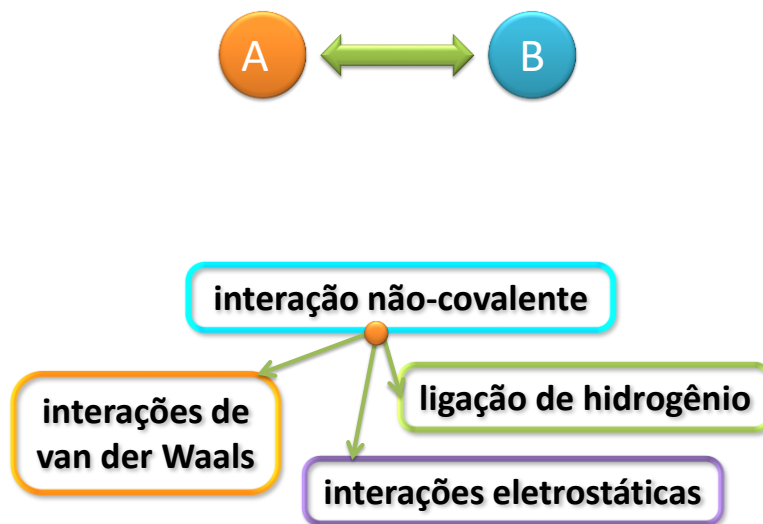 A
B
interação não-covalente
interações de
van der Waals
ligação de hidrogênio
interações eletrostáticas